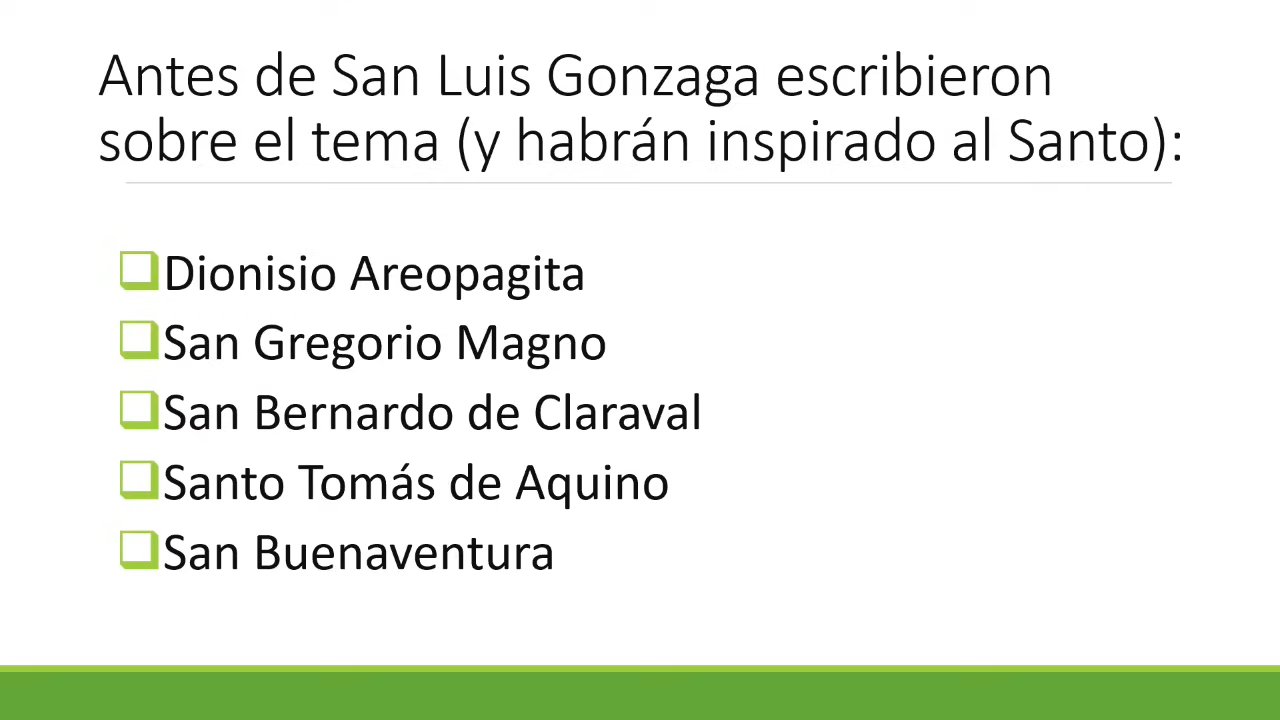 Antes de San Luis Gonzaga escribieron
sobre el tema (y habrán inspirado al Santo):
Dionisio Areopagita
San Gregorio Magno
San Bernardo de Claraval
Santo Tomás de Aquino
San Buenaventura